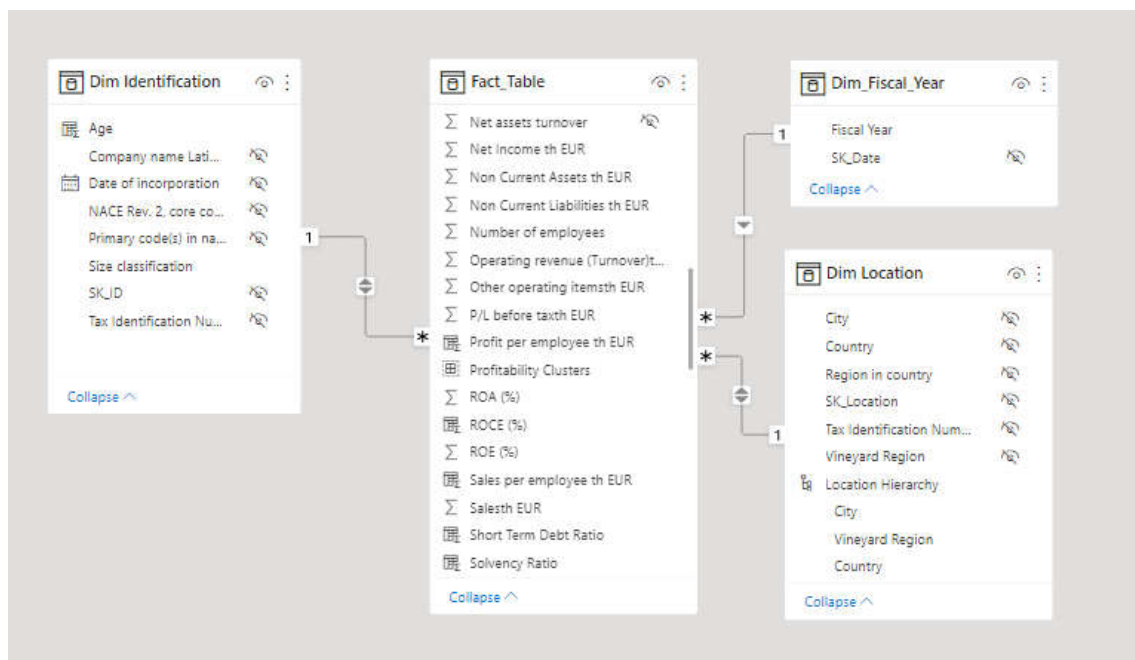 Dim Identification
Age
Company name Lati...
Date of incorporation
NACE Rev. 2, core co...
Primary code(s) in na...
Size classification
SK_ID
Tax Identification Nu...
Collapse
1
*
Fact_Table
Net assets turnover
Net Income th EUR
Non Current Assets th EUR
Non Current Liabilities th EUR
Number of employees
Operating revenue (Turnover)t...
Other operating itemsth EUR
P/L before taxth EUR
Profit per employee th EUR
Profitability Clusters
ROA (%)
ROCE (%)
ROE (%)
Sales per employee th EUR
Salesth EUR
Short Term Debt Ratio
Solvency Ratio
Collapse
1
*
*
1
Dim_Fiscal_Year
Fiscal Year
SK_Date
Collapse
Dim Location
City
Country
Region in country
SK_Location
Tax Identification Num...
Vineyard Region
Location Hierarchy
City
Vineyard Region
Country
Collapse